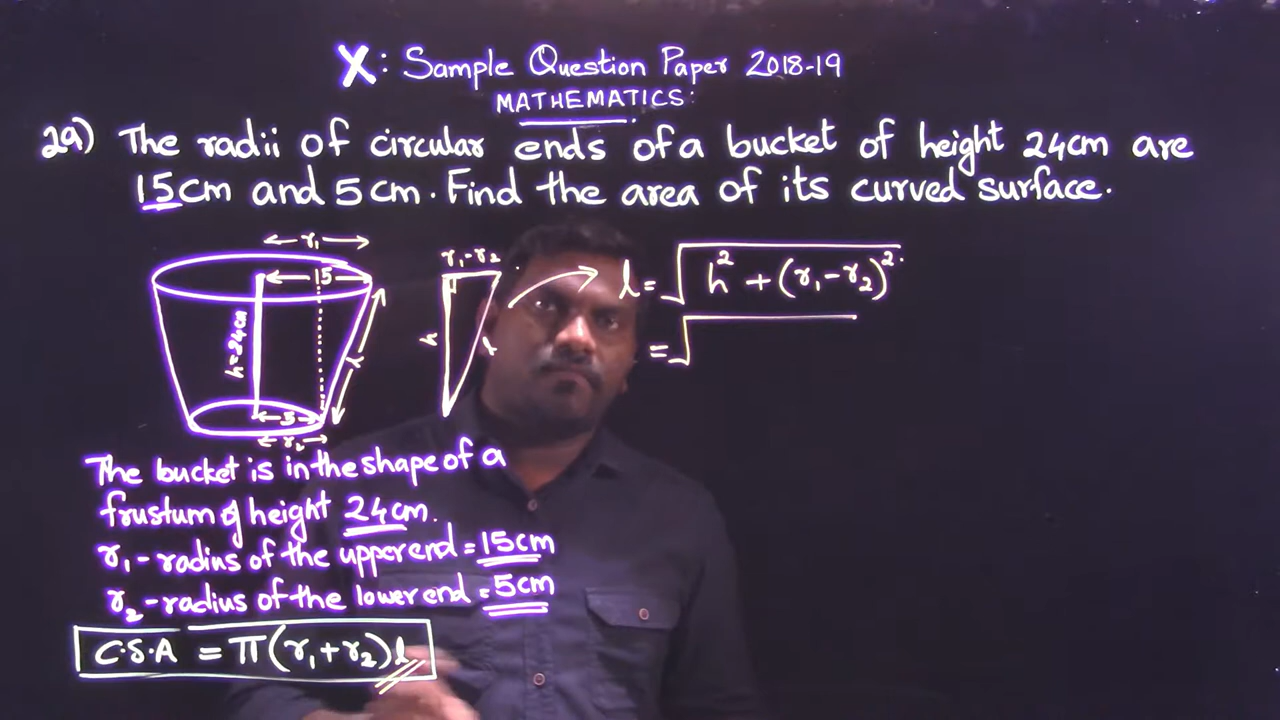 X: Sample Question Paper 2018-19
MATHEMATICS:
29) The radii of circular ends of a bucket of height 24cm are
15cm and 5cm. Find the area of its curved surface.
r₁
15
h=24cm
5
r₂
l
r₁-r₂
h
l
l = √h² + (r₁-r₂)²
= √
The bucket is in the shape of a
frustum of height 24cm.
r₁-radius of the upper end = 15cm
r₂-radius of the lower end = 5cm
C.S.A = π(r₁+r₂)l